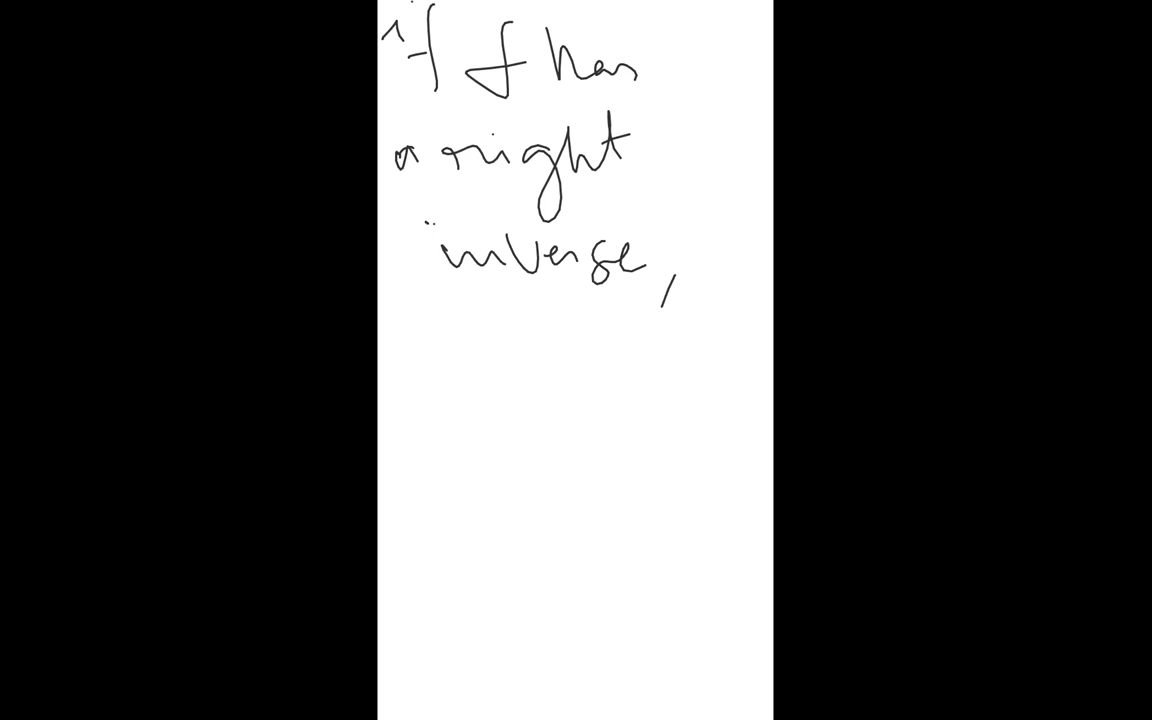 if f has
a right
inverse,